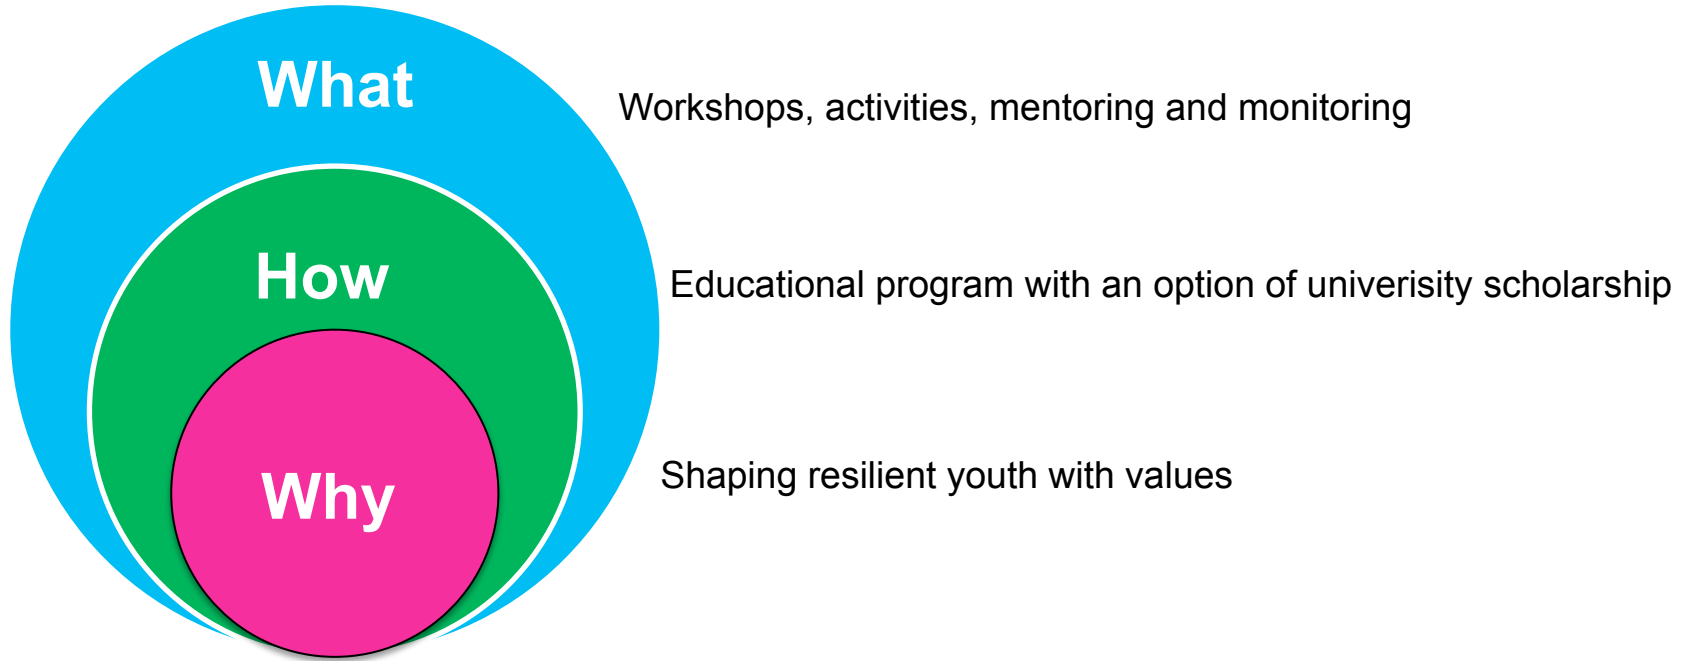 What
Workshops, activities, mentoring and monitoring
How
Educational program with an option of univerisity scholarship
Why
Shaping resilient youth with values